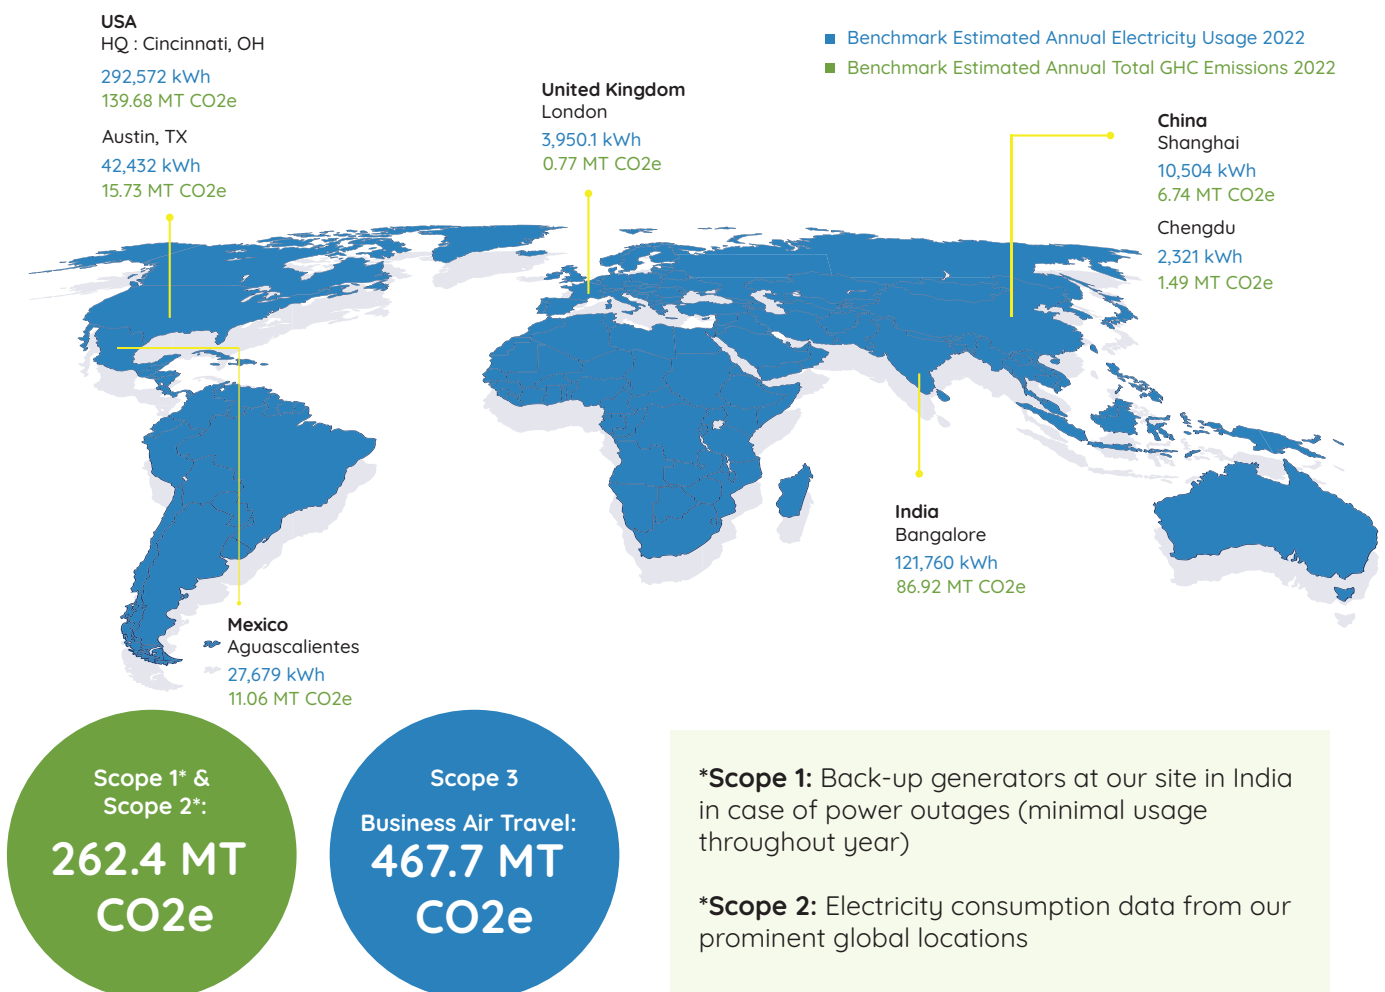 USA
HQ : Cincinnati, OH
292,572 kWh
139.68 MT CO2e
Austin, TX
42,432 kWh
15.73 MT CO2e
United Kingdom
London
3,950.1 kWh
0.77 MT CO2e
Benchmark Estimated Annual Electricity Usage 2022
Benchmark Estimated Annual Total GHC Emissions 2022
China
Shanghai
10,504 kWh
6.74 MT CO2e
Chengdu
2,321 kWh
1.49 MT CO2e
India
Bangalore
121,760 kWh
86.92 MT CO2e
Mexico
Aguascalientes
27,679 kWh
11.06 MT CO2e
Scope 1* &
Scope 2*:
262.4 MT
CO2e
Scope 3
Business Air Travel:
467.7 MT
CO2e
*Scope 1: Back-up generators at our site in India
in case of power outages (minimal usage
throughout year)
*Scope 2: Electricity consumption data from our
prominent global locations